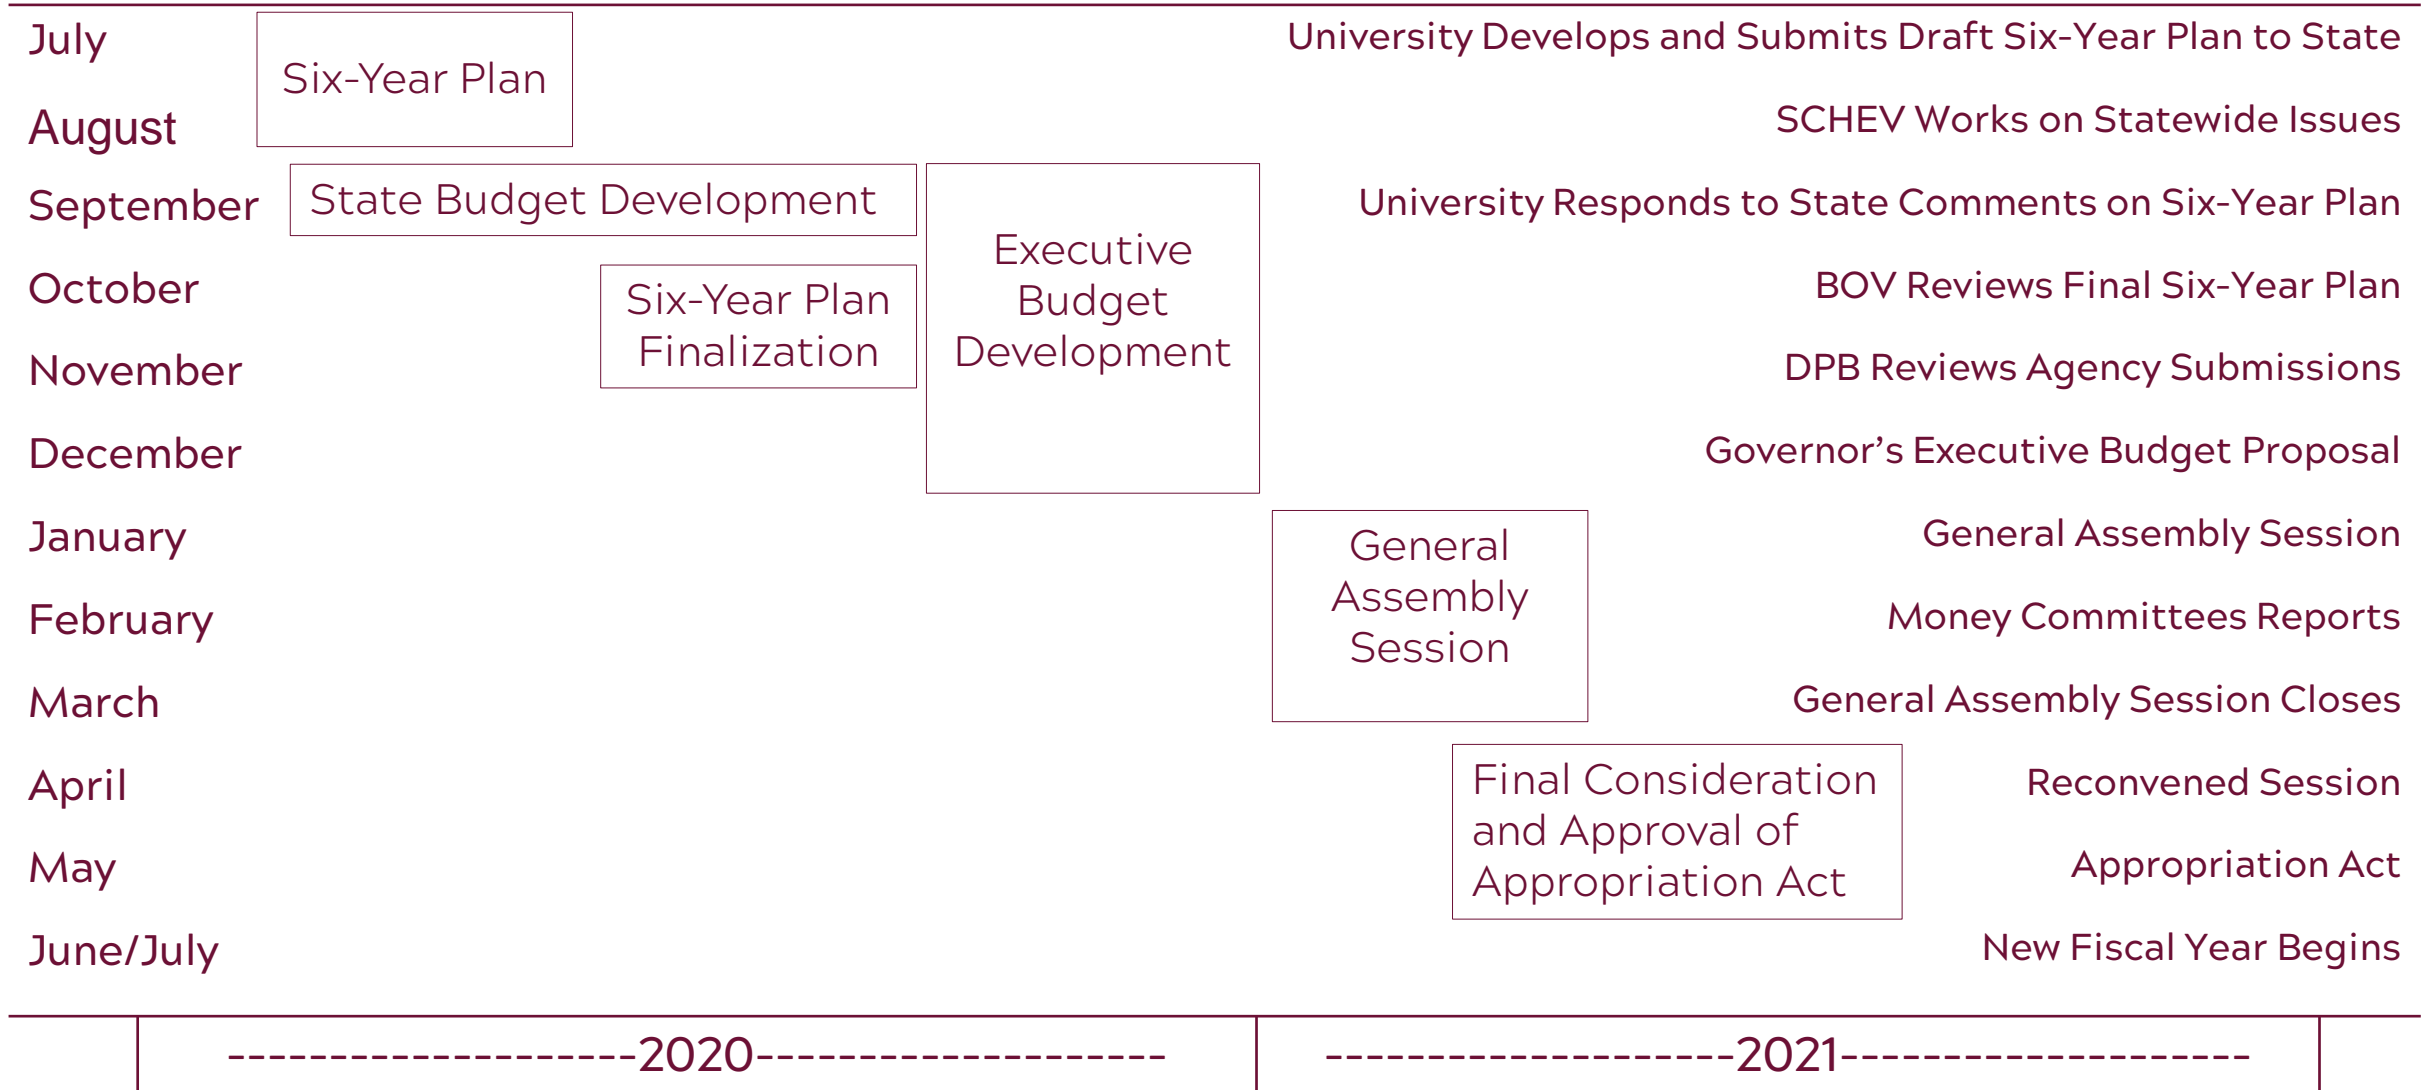 July
University Develops and Submits Draft Six-Year Plan to State
Six-Year Plan
August
SCHEV Works on Statewide Issues
September
State Budget Development
University Responds to State Comments on Six-Year Plan
Executive
Budget
Development
October
Six-Year Plan
Finalization
BOV Reviews Final Six-Year Plan
November
DPB Reviews Agency Submissions
December
Governor’s Executive Budget Proposal
January
General
Assembly
Session
General Assembly Session
February
Money Committees Reports
March
General Assembly Session Closes
April
Final Consideration
and Approval of
Appropriation Act
Reconvened Session
May
Appropriation Act
June/July
New Fiscal Year Begins
--------------------2020--------------------
--------------------2021--------------------